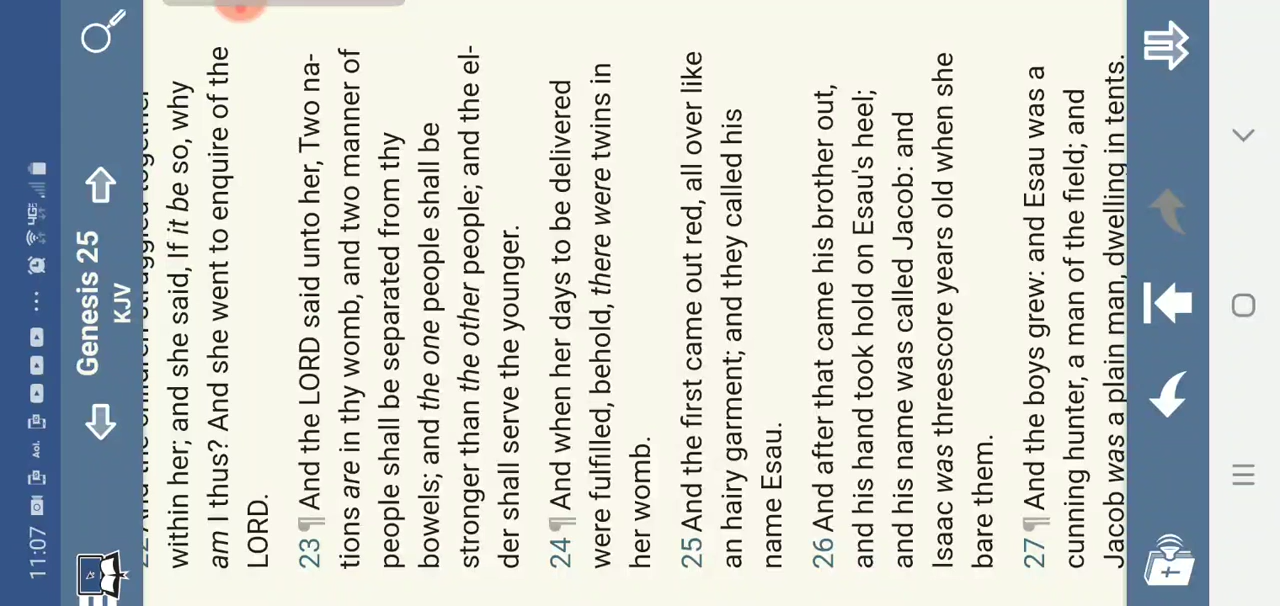 11:07 Aol. 4GE
Genesis 25
KJV
22 And the children struggled together
within her; and she said, If it be so, why
am I thus? And she went to enquire of the
LORD.
23 ¶ And the LORD said unto her, Two na-
tions are in thy womb, and two manner of
people shall be separated from thy
bowels; and the one people shall be
stronger than the other people; and the el-
der shall serve the younger.
24 ¶ And when her days to be delivered
were fulfilled, behold, there were twins in
her womb.
25 And the first came out red, all over like
an hairy garment; and they called his
name Esau.
26 And after that came his brother out,
and his hand took hold on Esau's heel;
and his name was called Jacob: and
Isaac was threescore years old when she
bare them.
27 ¶ And the boys grew: and Esau was a
cunning hunter, a man of the field; and
Jacob was a plain man, dwelling in tents.